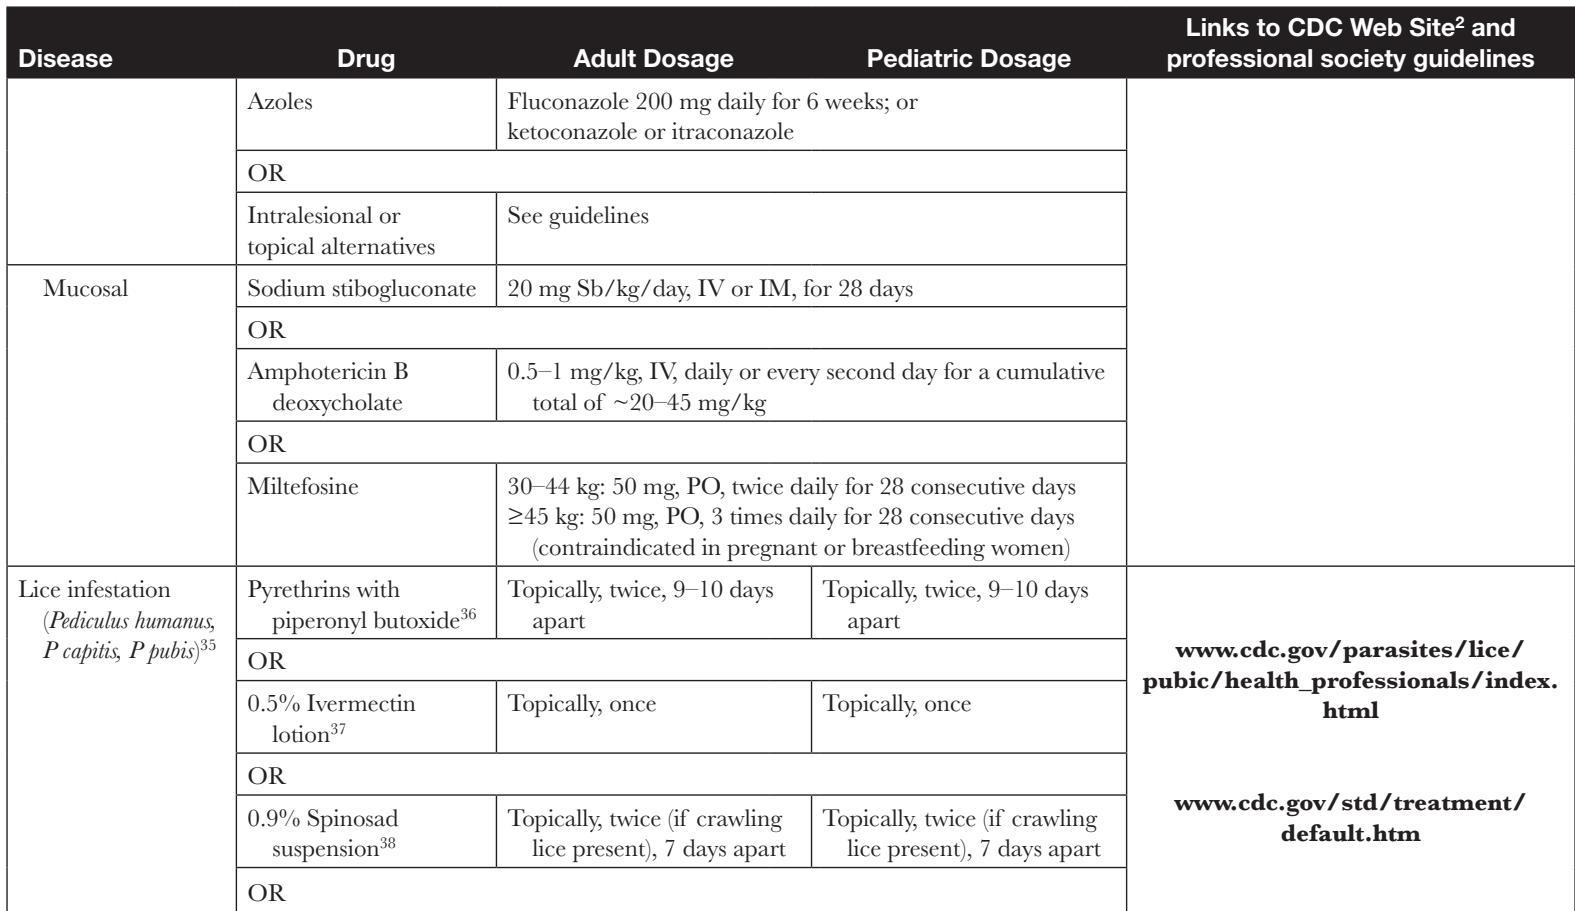 Links to CDC Web Site2 and
Disease Drug Adult Dosage Pediatric Dosage professional society guidelines
Azoles Fluconazole 200 mg daily for 6 weeks; or
ketoconazole or itraconazole
OR
Intralesional or See guidelines
topical alternatives
Mucosal Sodium stibogluconate 20 mg Sb/kg/day, IV or IM, for 28 days
OR
Amphotericin B 0.5–1 mg/kg, IV, daily or every second day for a cumulative
deoxycholate total of ~20–45 mg/kg
OR
Miltefosine 30–44 kg: 50 mg, PO, twice daily for 28 consecutive days
≥45 kg: 50 mg, PO, 3 times daily for 28 consecutive days
(contraindicated in pregnant or breastfeeding women)
Lice infestation Pyrethrins with Topically, twice, 9–10 days Topically, twice, 9–10 days
(Pediculus humanus, piperonyl butoxide36 apart apart
P capitis, P pubis)35 www.cdc.gov/parasites/lice/
OR pubic/health_professionals/index.
0.5% Ivermectin Topically, once Topically, once html
lotion37
OR
www.cdc.gov/std/treatment/
0.9% Spinosad Topically, twice (if crawling Topically, twice (if crawling default.htm
suspension38 lice present), 7 days apart lice present), 7 days apart
OR